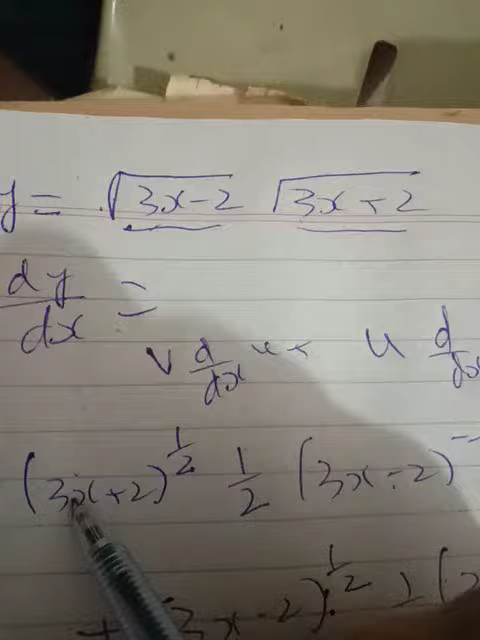 y = √3x-2 √3x+2
dy/dx =
v d/dx u + u d/dx
(3x+2)^1/2 1/2 (3x-2)^-
+ (3x-2)^1/2 1 (